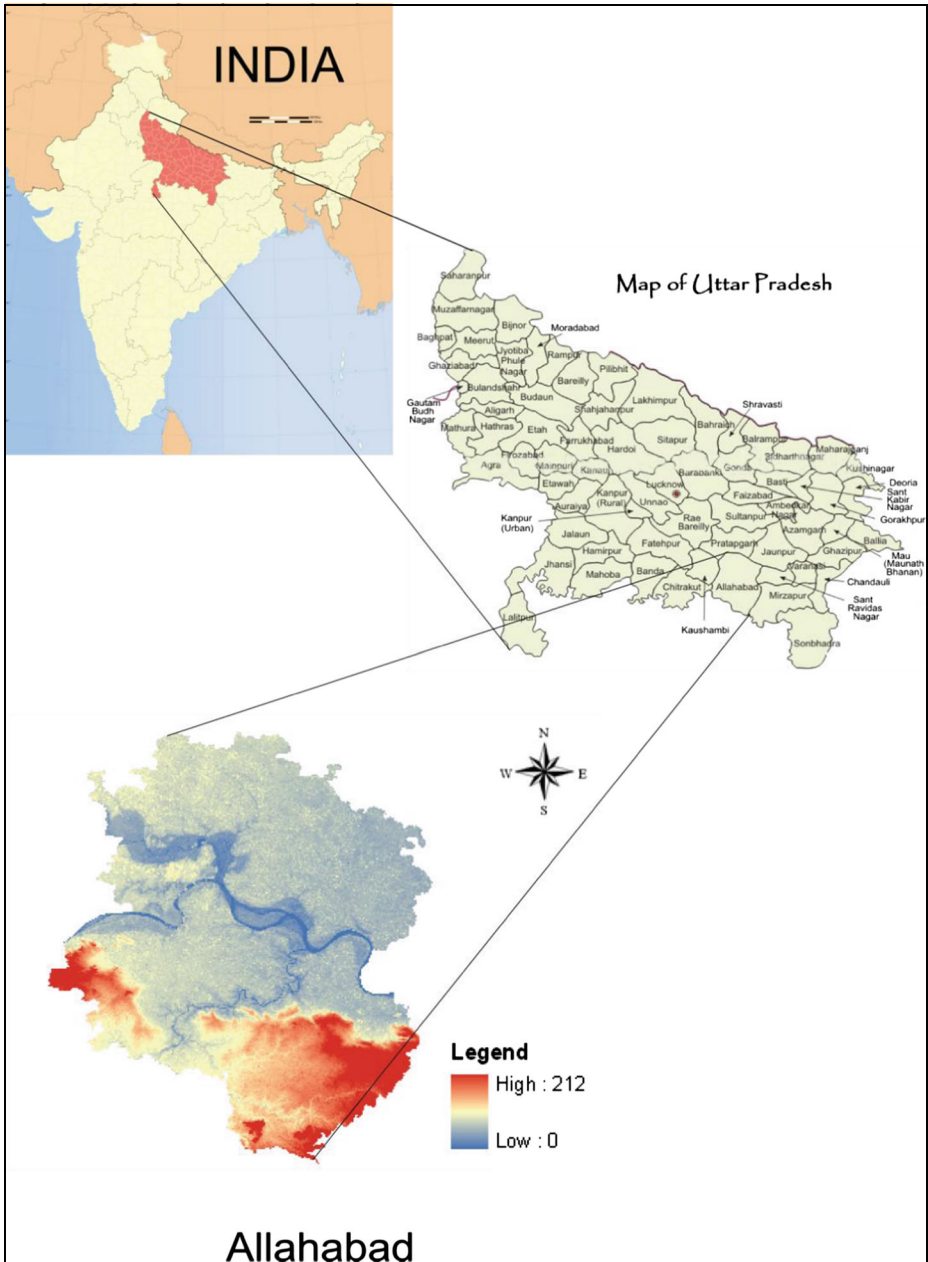 INDIA
Map of Uttar Pradesh
Saharanpur
Muzaffarnagar
Bijnor
Moradabad
Baghpat
Meerut
Jyotiba
Phule
Nagar
Rampur
Ghaziabad
Pilibhit
Bareilly
Bulandshahr
Budaun
Lakhimpur
Gautam
Budh
Nagar
Aligarh
Shahjahanpur
Shravasti
Mathura
Hathras
Etah
Bahraich
Balrampur
Farrukhabad
Sitapur
Hardoi
Maharajganj
Firozabad
Sidharthnagar
Agra
Mainpuri
Kanauj
Barabanki
Gonda
Kushinagar
Etawah
Lucknow
Basti
Deoria
Sant
Kabir
Nagar
Kanpur
(Rural)
Unnao
Faizabad
Auraiya
Ambedkar
Nagar
Gorakhpur
Kanpur
(Urban)
Rae
Bareilly
Sultanpur
Azamgarh
Jalaun
Fatehpur
Pratapgarh
Ballia
Hamirpur
Jaunpur
Ghazipur
Mau
(Maunath
Bhanan)
Jhansi
Mahoba
Banda
Varanasi
Chandauli
Chitrakut
Allahabad
Mirzapur
Sant
Ravidas
Nagar
Lalitpur
Kaushambi
Sonbhadra
N
W
E
S
Legend
High : 212
Low : 0
Allahabad